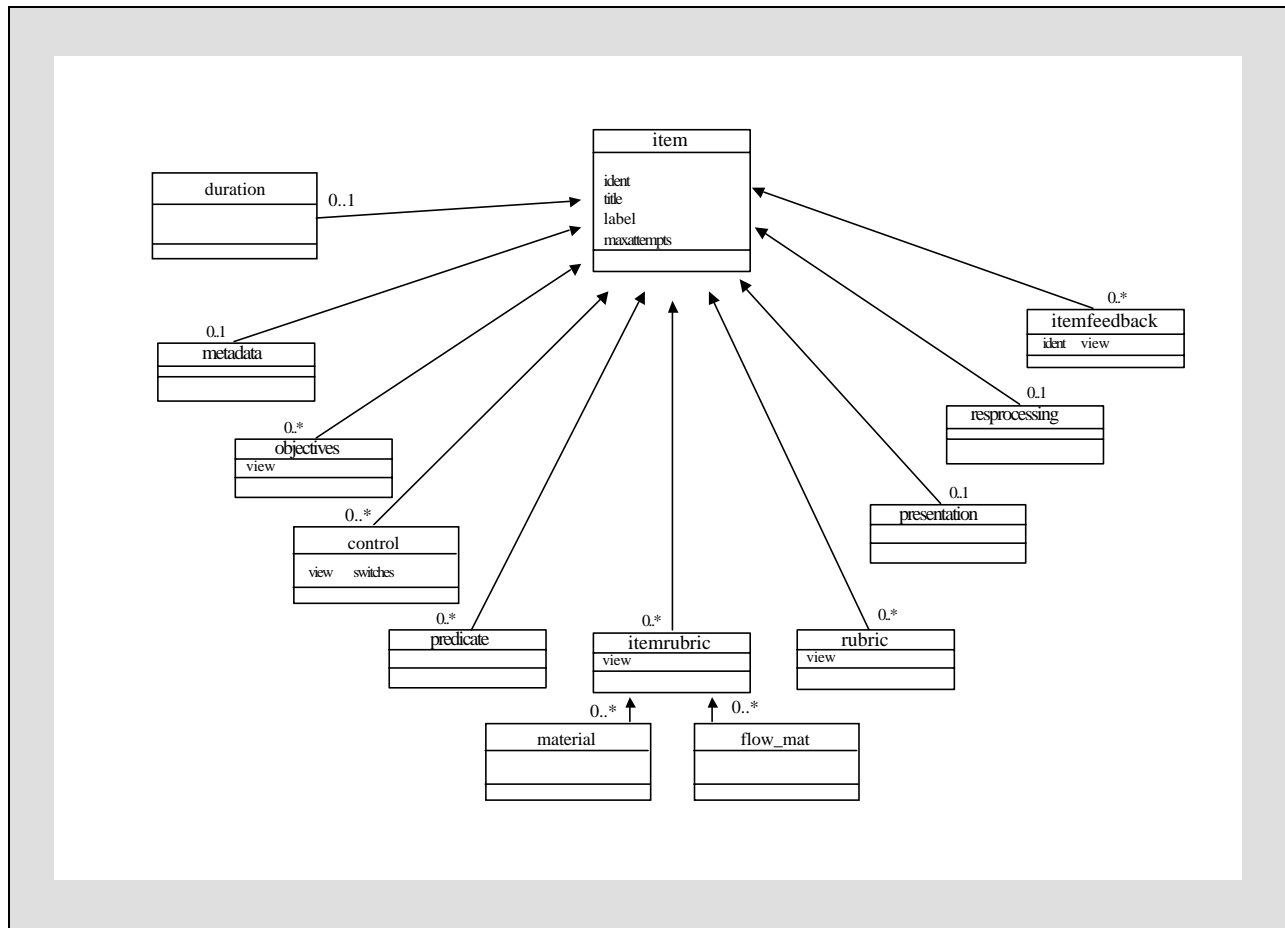 item
ident
title
label
maxattempts
duration
0..1
0..1
metadata
0..*
objectives
view
0..*
control
view switches
0..*
predicate
0..*
itemrubric
view
0..*
rubric
view
0..1
presentation
0..1
resprocessing
0..*
itemfeedback
ident view
0..*
material
0..*
flow_mat